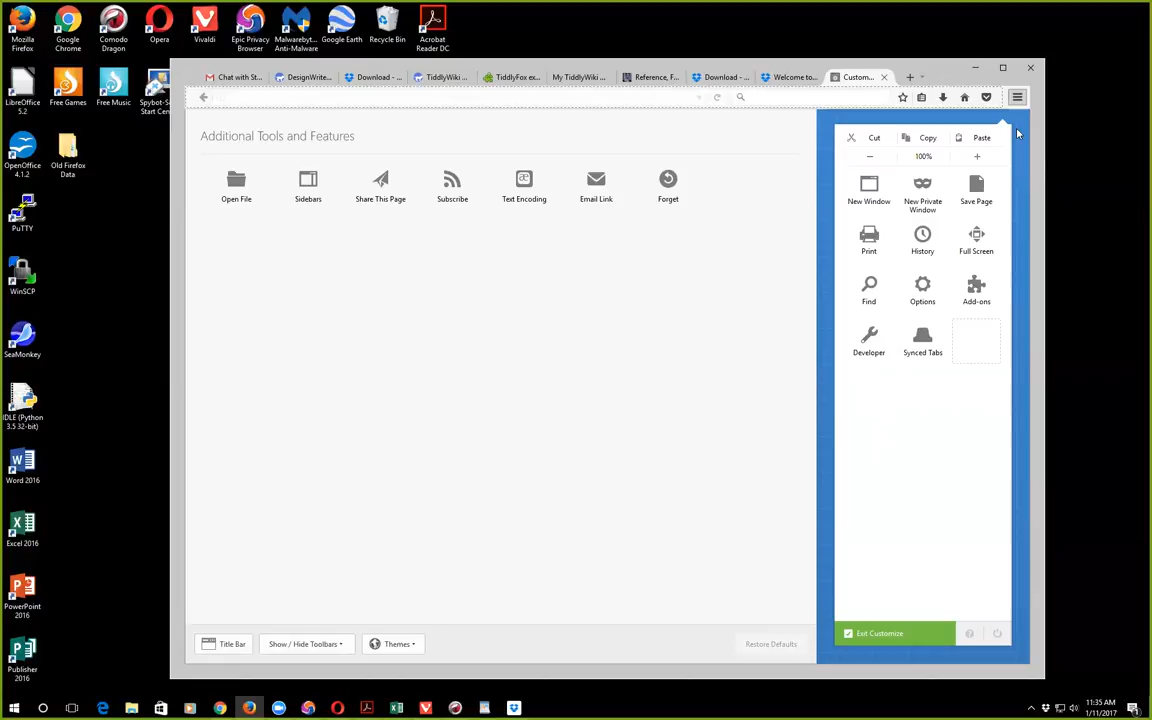 Mozilla Firefox
Google Chrome
Comodo Dragon
Opera
Vivaldi
Epic Privacy Browser
Malwarebyt... Anti-Malware
Google Earth
Recycle Bin
Acrobat Reader DC
LibreOffice 5.2
Free Games
Free Music
Spybot-S Start Cen
OpenOffice 4.1.2
Old Firefox Data
PuTTY
WinSCP
SeaMonkey
IDLE (Python 3.5 32-bit)
Word 2016
Excel 2016
PowerPoint 2016
Publisher 2016
Chat with St...
DesignWrite...
Download - ...
TiddlyWiki ...
TiddlyFox ex...
My TiddlyWiki ...
Reference, F...
Download - ...
Welcome to...
Custom...
Additional Tools and Features
Open File
Sidebars
Share This Page
Subscribe
Text Encoding
Email Link
Forget
Cut
Copy
Paste
100%
New Window
New Private Window
Save Page
Print
History
Full Screen
Find
Options
Add-ons
Developer
Synced Tabs
Title Bar
Show / Hide Toolbars
Themes
Restore Defaults
Exit Customize
11:35 AM
1/11/2017